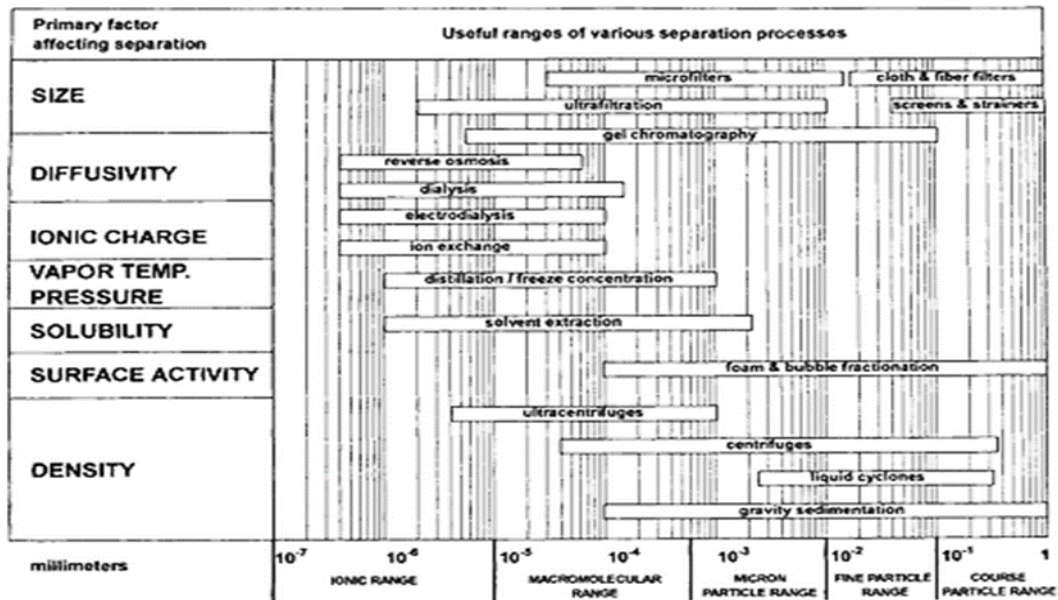 Primary factor
affecting separation
Useful ranges of various separation processes
SIZE
microfilters
cloth & fiber filters
ultrafiltration
screens & strainers
gel chromatography
DIFFUSIVITY
reverse osmosis
dialysis
IONIC CHARGE
electrodialysis
ion exchange
VAPOR TEMP.
PRESSURE
distillation / freeze concentration
SOLUBILITY
solvent extraction
SURFACE ACTIVITY
foam & bubble fractionation
DENSITY
ultracentrifuges
centrifuges
liquid cyclones
gravity sedimentation
millimeters
10⁻⁷ 10⁻⁶ 10⁻⁵ 10⁻⁴ 10⁻³ 10⁻² 10⁻¹ 1
IONIC RANGE
MACROMOLECULAR
RANGE
MICRON
PARTICLE RANGE
FINE PARTICLE
RANGE
COURSE
PARTICLE RANGE